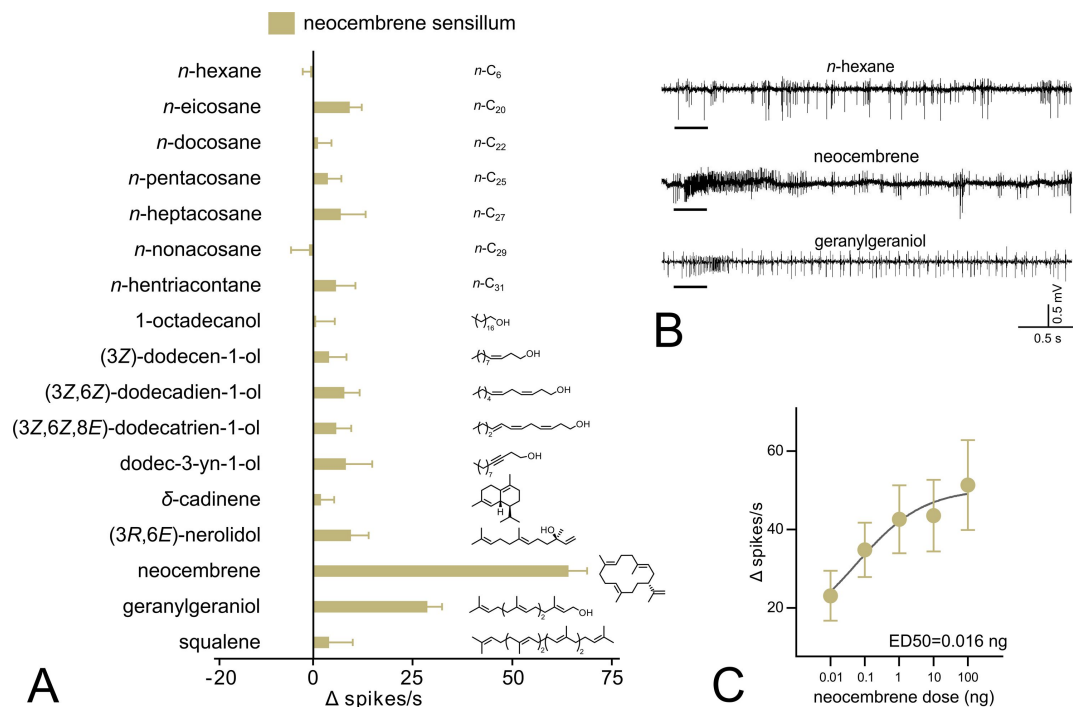 neocembrene sensillum
n-hexane n-C6
n-eicosane n-C20
n-docosane n-C22
n-pentacosane n-C25
n-heptacosane n-C27
n-nonacosane n-C29
n-hentriacontane n-C31
1-octadecanol ( )16 OH
(3Z)-dodecen-1-ol ( )7 OH
(3Z,6Z)-dodecadien-1-ol ( )4 OH
(3Z,6Z,8E)-dodecatrien-1-ol ( )2 OH
dodec-3-yn-1-ol ( )7 OH
δ-cadinene H
(3R,6E)-nerolidol HO
neocembrene
geranylgeraniol ( )2 OH
squalene ( )2 ( )2
-20 0 25 50 75
Δ spikes/s
A
n-hexane
neocembrene
geranylgeraniol
0.5 mV
0.5 s
B
60
40
20
Δ spikes/s
ED50=0.016 ng
0.01 0.1 1 10 100
neocembrene dose (ng)
C